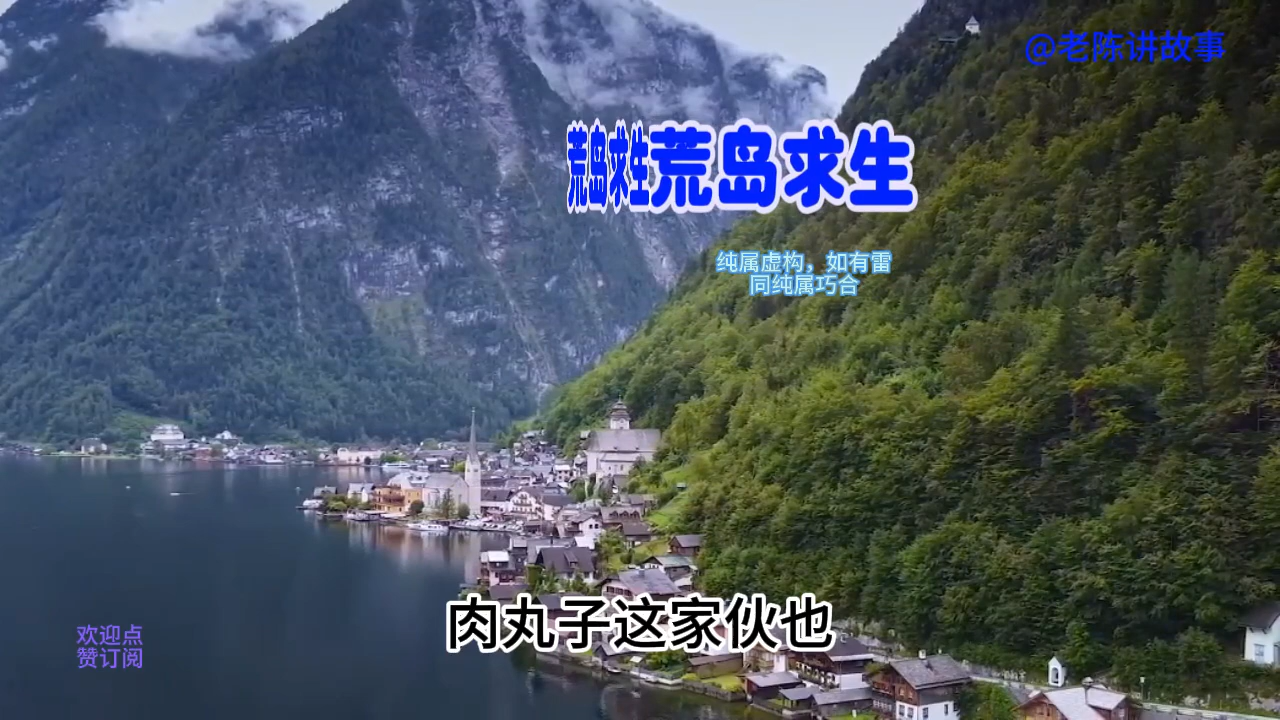 @老陈讲故事
荒岛求生荒岛求生
纯属虚构，如有雷
同纯属巧合
肉丸子这家伙也
欢迎点
赞订阅